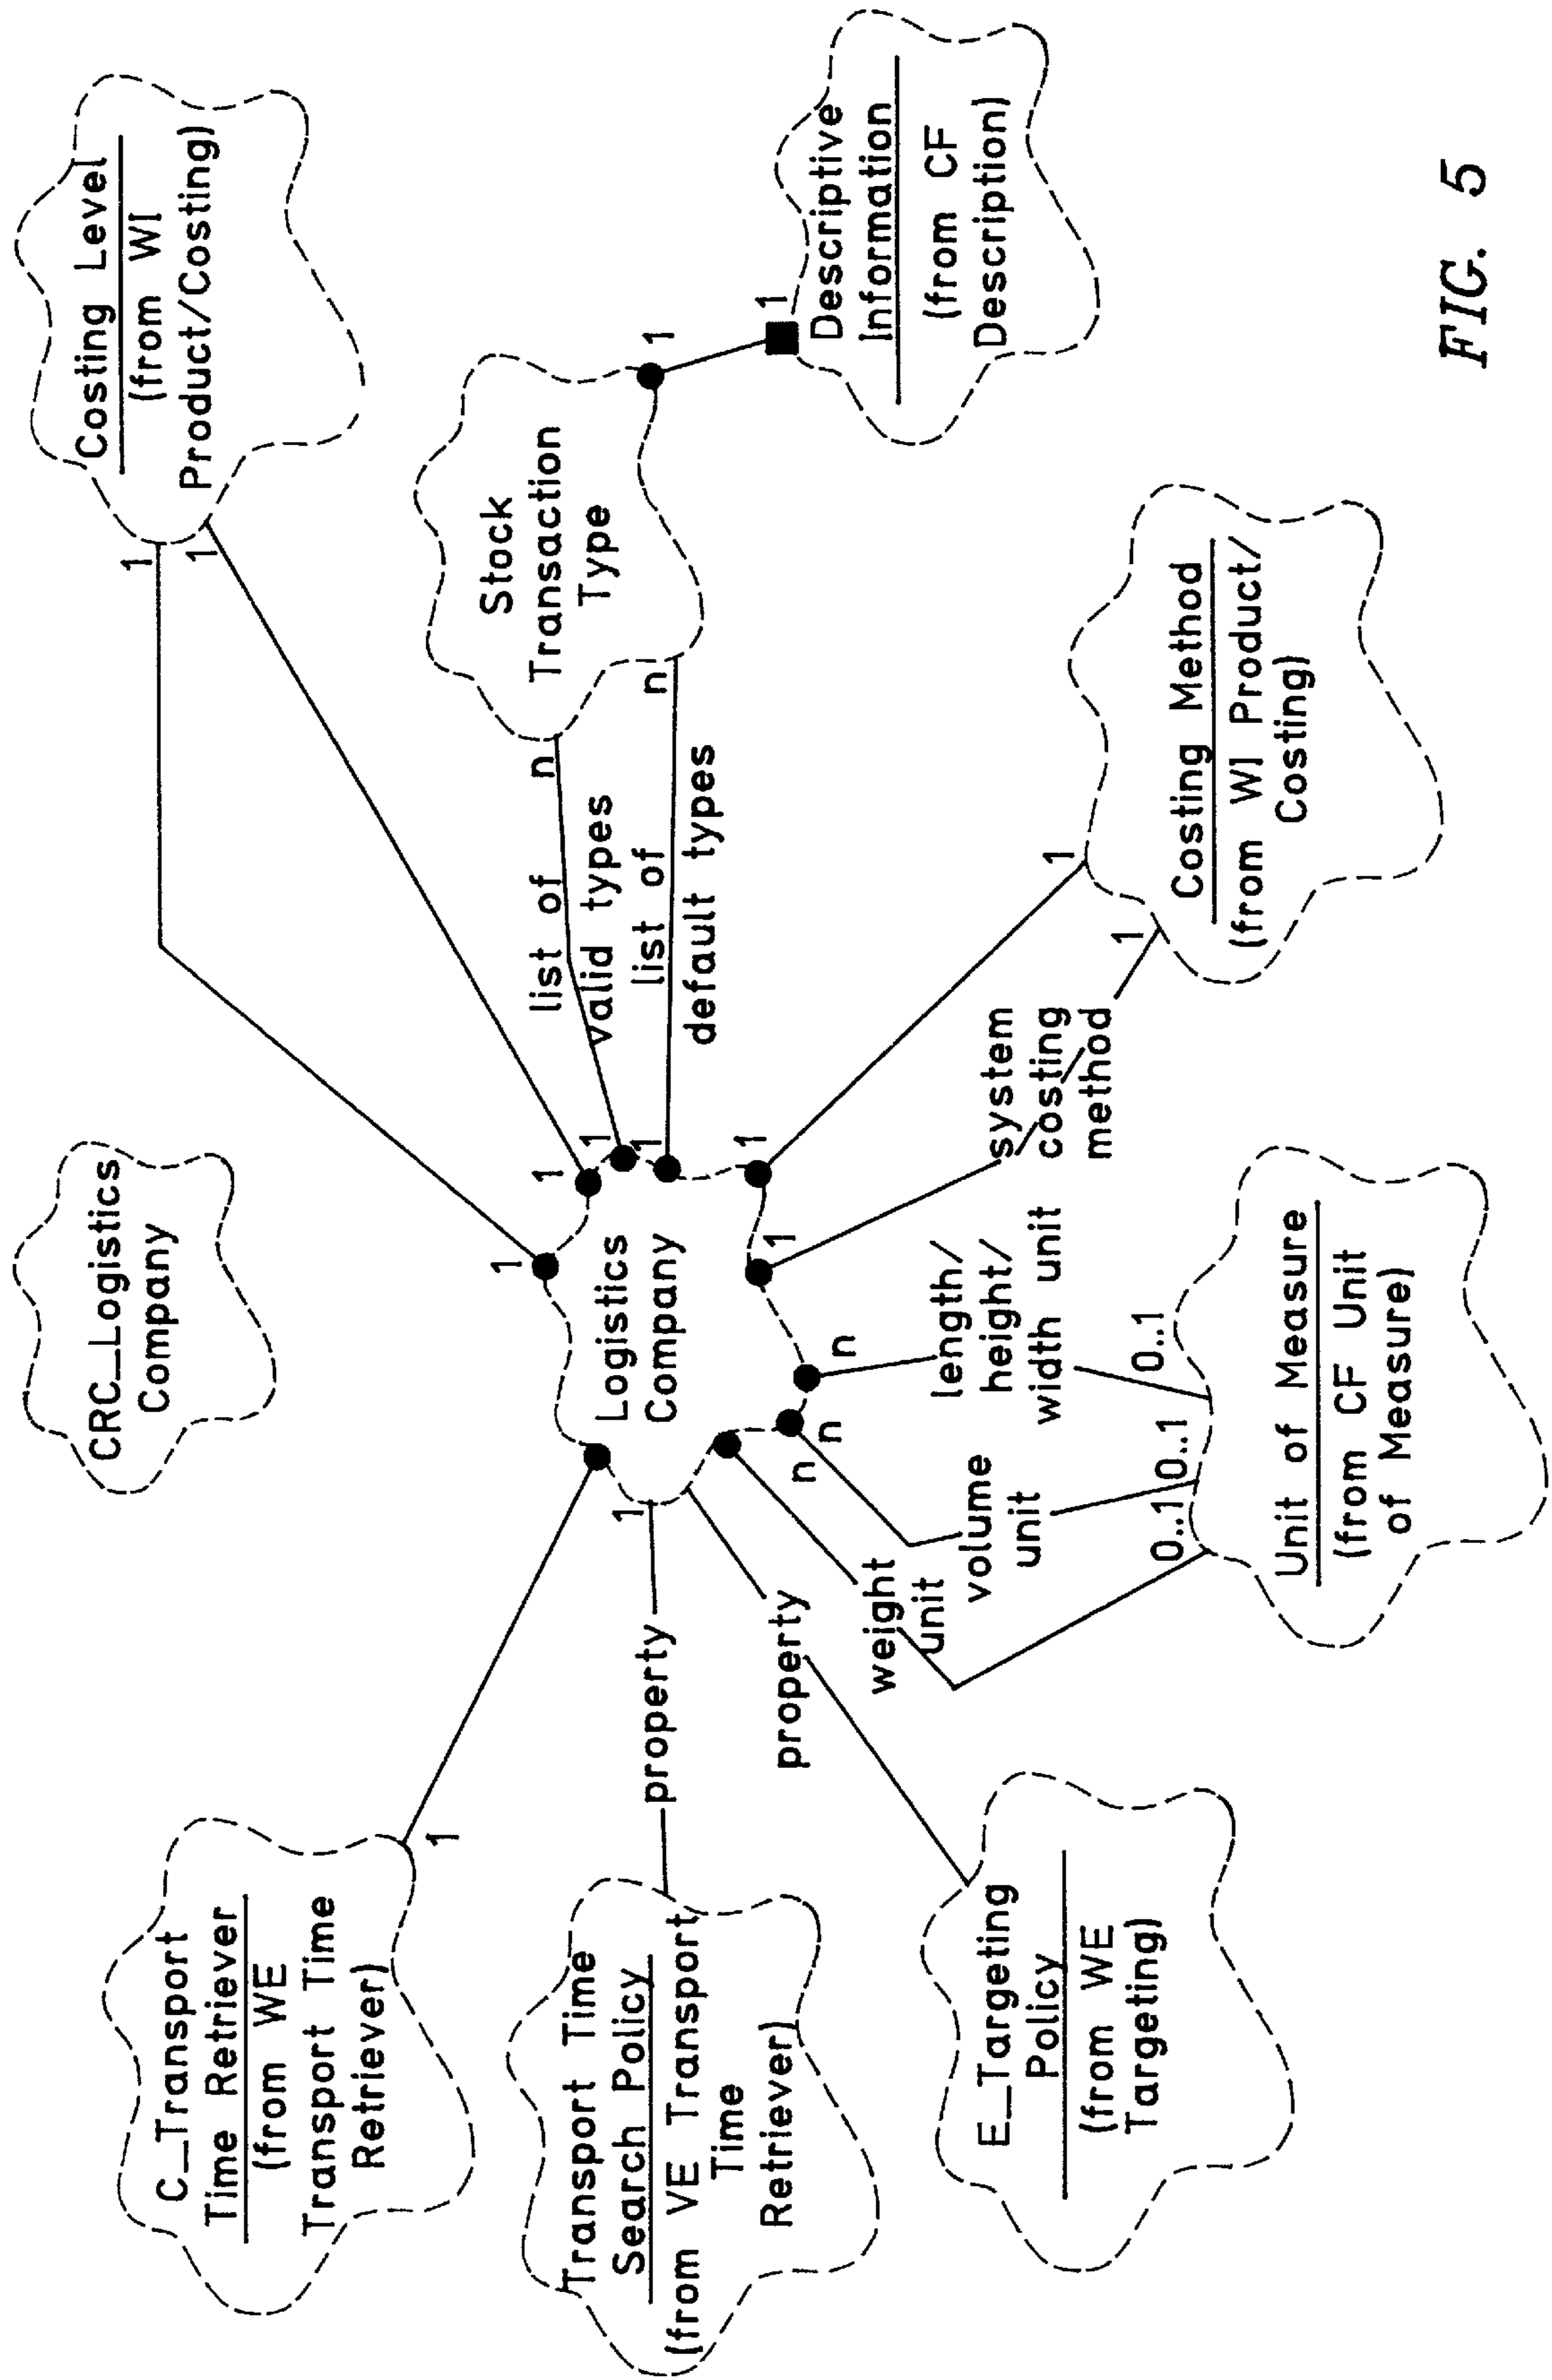 CRC_Logistics
Company
Costing Level
(from WI
Product/Costing)
1
1
C_Transport
Time Retriever
(from WE
Transport Time
Retriever)
1
1
1
list of
valid types
n
Stock
Transaction
Type
1
1
list of
default types
n
1
Transport Time
Search Policy
(from VE Transport
Time
Retriever)
property
1
Logistics
Company
1
1
Descriptive
Information
(from CF
Description)
property
E_Targeting
Policy
(from WE
Targeting)
weight
unit
n
volume
unit
n
length/
height/
width unit
n
1
system
costing
method
1
1
Costing Method
(from WI Product/
Costing)
0..1
0..1
0..1
Unit of Measure
(from CF Unit
of Measure)
FIG. 5